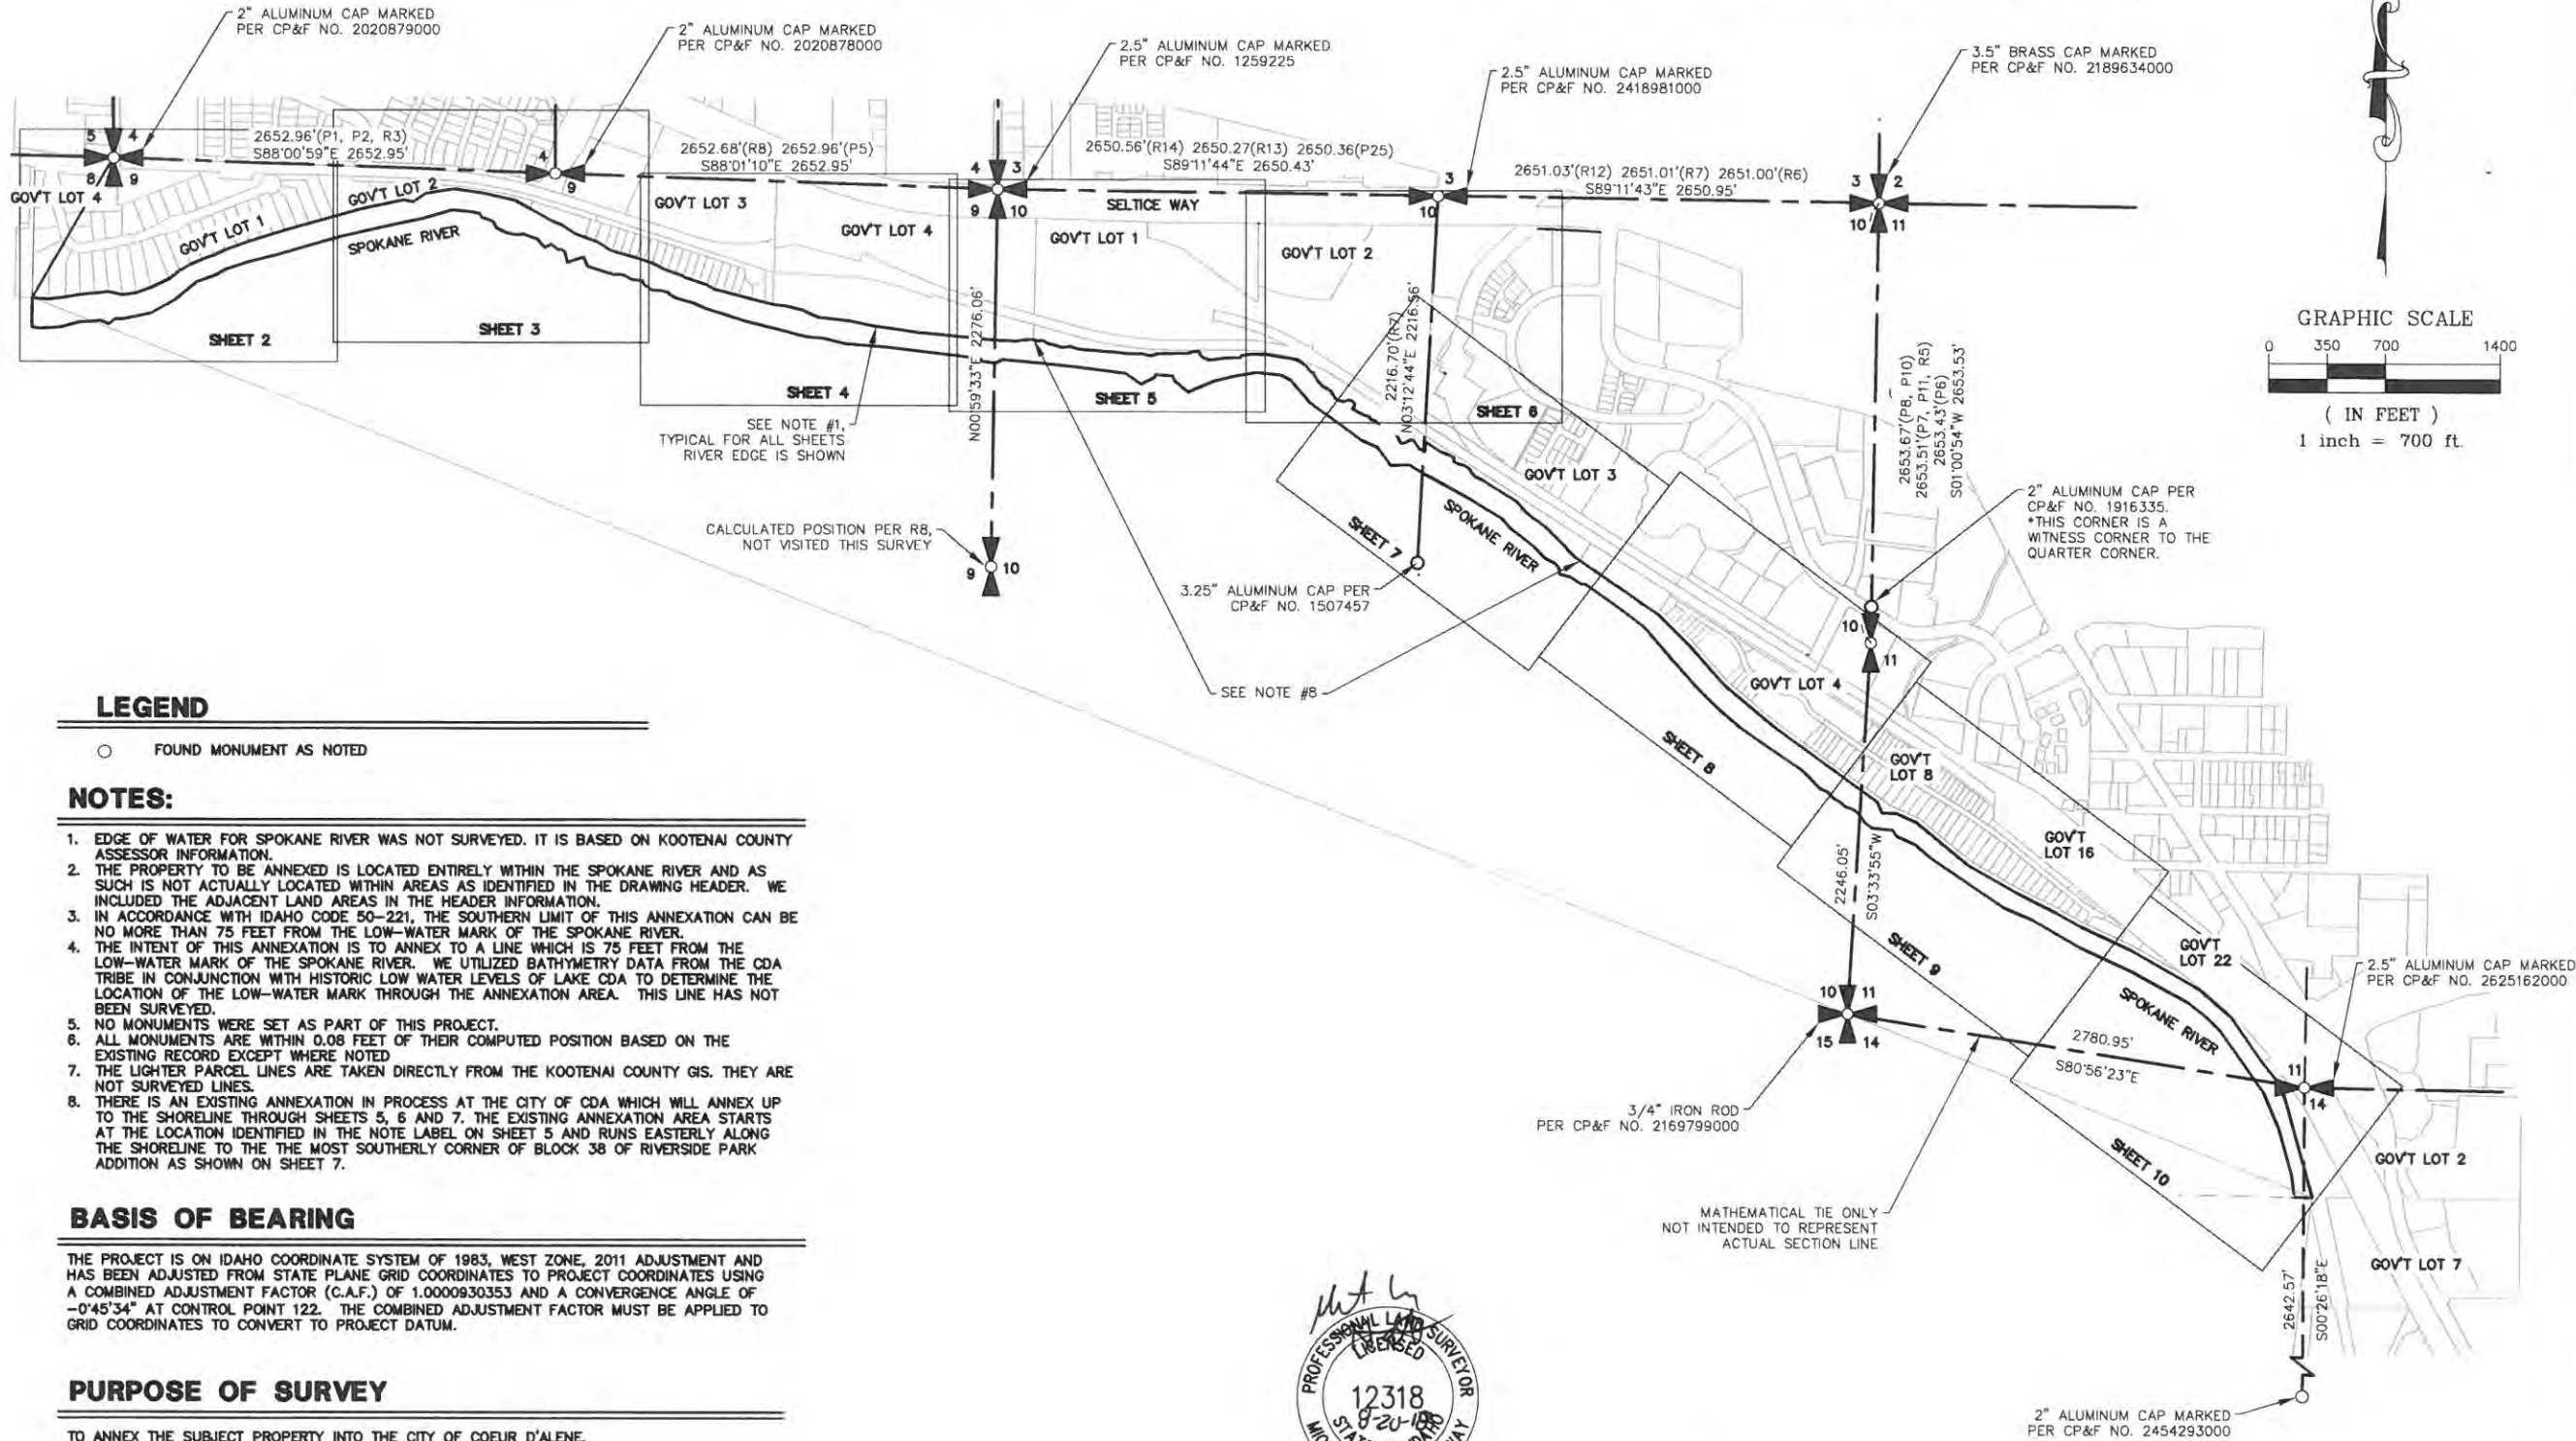 2" ALUMINUM CAP MARKED
PER CP&F NO. 2020879000
2" ALUMINUM CAP MARKED
PER CP&F NO. 2020878000
2.5" ALUMINUM CAP MARKED
PER CP&F NO. 1259225
2.5" ALUMINUM CAP MARKED
PER CP&F NO. 2418981000
3.5" BRASS CAP MARKED
PER CP&F NO. 2189634000
5 4
8 9
2652.96'(P1, P2, R3)
S88°00'59"E 2652.95'
4
9
2652.68'(R8) 2652.96'(P5)
S88°01'10"E 2652.95'
4 3
9 10
2650.56'(R14) 2650.27'(R13) 2650.36(P25)
S89°11'44"E 2650.43'
3
10
2651.03'(R12) 2651.01'(R7) 2651.00'(R6)
S89°11'43"E 2650.95'
3 2
10 11
GOV'T LOT 4
GOV'T LOT 1
GOV'T LOT 2
SPOKANE RIVER
GOV'T LOT 3
GOV'T LOT 4
SELTICE WAY
GOV'T LOT 1
GOV'T LOT 2
SHEET 2
SHEET 3
SHEET 4
SHEET 5
SHEET 6
N00°59'33"E 2276.06'
2216.70'(R7)
N03°12'44"E 2216.56'
2653.67'(P8, P10)
2653.51'(P7, P11, R5)
2653.43'(P6)
S01°00'54"W 2653.53'
GRAPHIC SCALE
0 350 700 1400
( IN FEET )
1 inch = 700 ft.
SEE NOTE #1,
TYPICAL FOR ALL SHEETS
RIVER EDGE IS SHOWN
CALCULATED POSITION PER R8,
NOT VISITED THIS SURVEY
9 10
GOV'T LOT 3
SPOKANE RIVER
SHEET 7
3.25" ALUMINUM CAP PER
CP&F NO. 1507457
2" ALUMINUM CAP PER
CP&F NO. 1916335.
*THIS CORNER IS A
WITNESS CORNER TO THE
QUARTER CORNER.
10
11
SEE NOTE #8
GOV'T LOT 4
SHEET 8
GOV'T
LOT 8
GOV'T
LOT 16
2246.05'
S03°33'55"W
SHEET 9
GOV'T
LOT 22
2.5" ALUMINUM CAP MARKED
PER CP&F NO. 2625162000
10 11
15 14
SPOKANE RIVER
2780.95'
S80°56'23"E
11
14
3/4" IRON ROD
PER CP&F NO. 2169799000
SHEET 10
GOV'T LOT 2
MATHEMATICAL TIE ONLY
NOT INTENDED TO REPRESENT
ACTUAL SECTION LINE
GOV'T LOT 7
2642.57'
S00°26'18"E
2" ALUMINUM CAP MARKED
PER CP&F NO. 2454293000
LEGEND
FOUND MONUMENT AS NOTED
NOTES:
1. EDGE OF WATER FOR SPOKANE RIVER WAS NOT SURVEYED. IT IS BASED ON KOOTENAI COUNTY
ASSESSOR INFORMATION.
2. THE PROPERTY TO BE ANNEXED IS LOCATED ENTIRELY WITHIN THE SPOKANE RIVER AND AS
SUCH IS NOT ACTUALLY LOCATED WITHIN AREAS AS IDENTIFIED IN THE DRAWING HEADER. WE
INCLUDED THE ADJACENT LAND AREAS IN THE HEADER INFORMATION.
3. IN ACCORDANCE WITH IDAHO CODE 50-221, THE SOUTHERN LIMIT OF THIS ANNEXATION CAN BE
NO MORE THAN 75 FEET FROM THE LOW-WATER MARK OF THE SPOKANE RIVER.
4. THE INTENT OF THIS ANNEXATION IS TO ANNEX TO A LINE WHICH IS 75 FEET FROM THE
LOW-WATER MARK OF THE SPOKANE RIVER. WE UTILIZED BATHYMETRY DATA FROM THE CDA
TRIBE IN CONJUNCTION WITH HISTORIC LOW WATER LEVELS OF LAKE CDA TO DETERMINE THE
LOCATION OF THE LOW-WATER MARK THROUGH THE ANNEXATION AREA. THIS LINE HAS NOT
BEEN SURVEYED.
5. NO MONUMENTS WERE SET AS PART OF THIS PROJECT.
6. ALL MONUMENTS ARE WITHIN 0.08 FEET OF THEIR COMPUTED POSITION BASED ON THE
EXISTING RECORD EXCEPT WHERE NOTED
7. THE LIGHTER PARCEL LINES ARE TAKEN DIRECTLY FROM THE KOOTENAI COUNTY GIS. THEY ARE
NOT SURVEYED LINES.
8. THERE IS AN EXISTING ANNEXATION IN PROCESS AT THE CITY OF CDA WHICH WILL ANNEX UP
TO THE SHORELINE THROUGH SHEETS 5, 6 AND 7. THE EXISTING ANNEXATION AREA STARTS
AT THE LOCATION IDENTIFIED IN THE NOTE LABEL ON SHEET 5 AND RUNS EASTERLY ALONG
THE SHORELINE TO THE THE MOST SOUTHERLY CORNER OF BLOCK 38 OF RIVERSIDE PARK
ADDITION AS SHOWN ON SHEET 7.
BASIS OF BEARING
THE PROJECT IS ON IDAHO COORDINATE SYSTEM OF 1983, WEST ZONE, 2011 ADJUSTMENT AND
HAS BEEN ADJUSTED FROM STATE PLANE GRID COORDINATES TO PROJECT COORDINATES USING
A COMBINED ADJUSTMENT FACTOR (C.A.F.) OF 1.0000930353 AND A CONVERGENCE ANGLE OF
-0°45'34" AT CONTROL POINT 122. THE COMBINED ADJUSTMENT FACTOR MUST BE APPLIED TO
GRID COORDINATES TO CONVERT TO PROJECT DATUM.
PURPOSE OF SURVEY
TO ANNEX THE SUBJECT PROPERTY INTO THE CITY OF COEUR D'ALENE.
PROFESSIONAL LAND SURVEYOR
LICENSED
12318